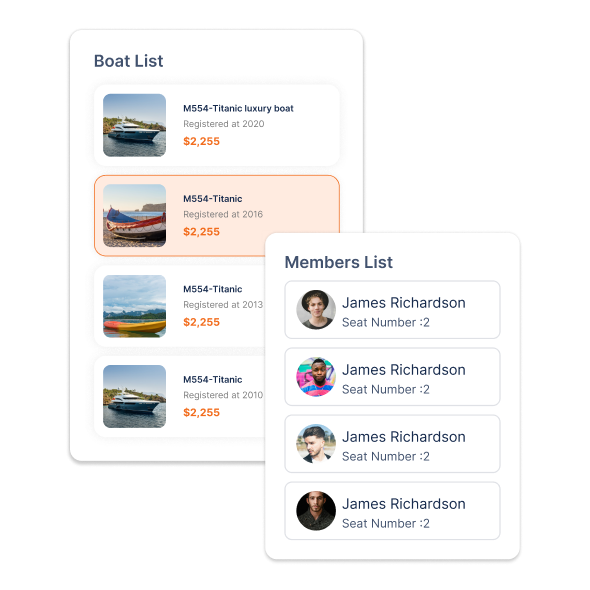 Boat List
M554-Titanic luxury boat
Registered at 2020
$2,255
M554-Titanic
Registered at 2016
$2,255
M554-Titanic
Registered at 2013
$2,255
M554-Titanic
Registered at 2010
$2,255
Members List
James Richardson
Seat Number :2
James Richardson
Seat Number :2
James Richardson
Seat Number :2
James Richardson
Seat Number :2